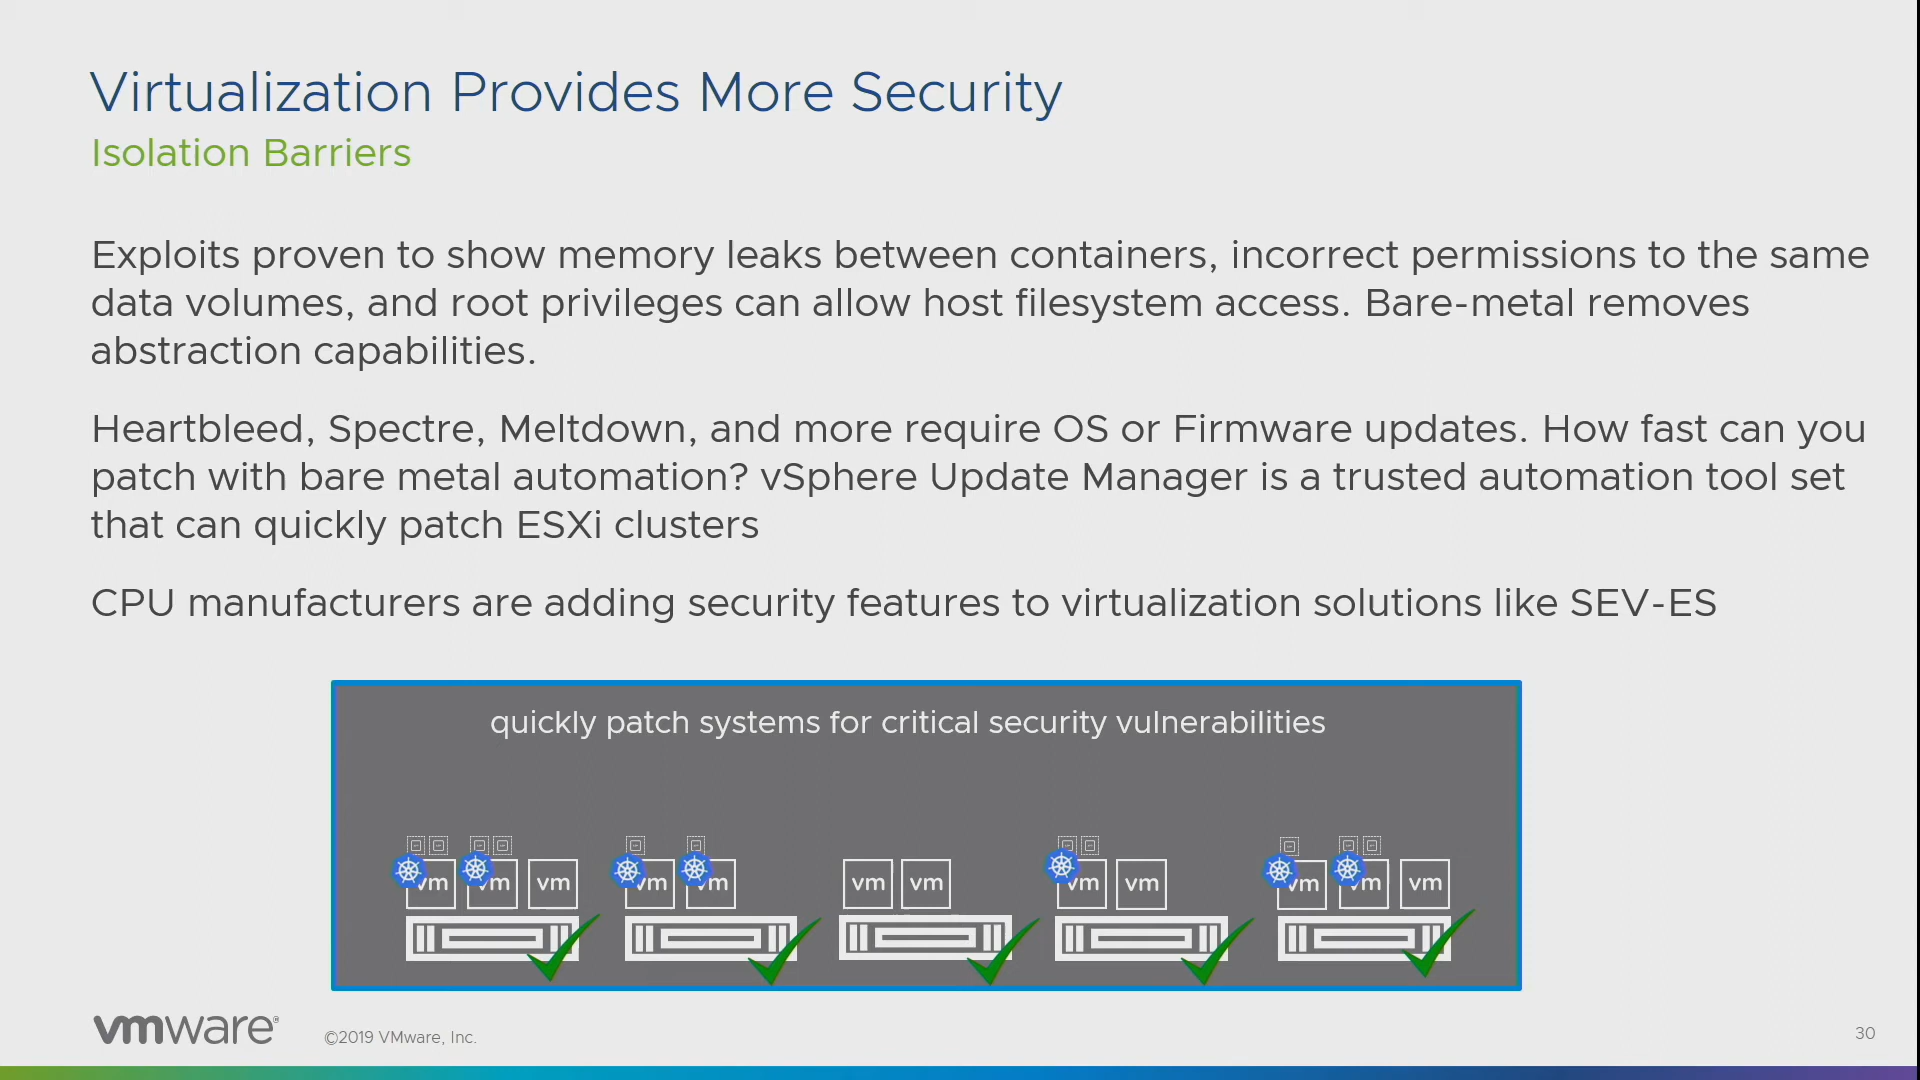 Virtualization Provides More Security
Isolation Barriers
Exploits proven to show memory leaks between containers, incorrect permissions to the same
data volumes, and root privileges can allow host filesystem access. Bare-metal removes
abstraction capabilities.
Heartbleed, Spectre, Meltdown, and more require OS or Firmware updates. How fast can you
patch with bare metal automation? vSphere Update Manager is a trusted automation tool set
that can quickly patch ESXi clusters
CPU manufacturers are adding security features to virtualization solutions like SEV-ES
quickly patch systems for critical security vulnerabilities
vm vm vm vm vm vm vm vm vm vm vm vm
vmware® ©2019 VMware, Inc. 30